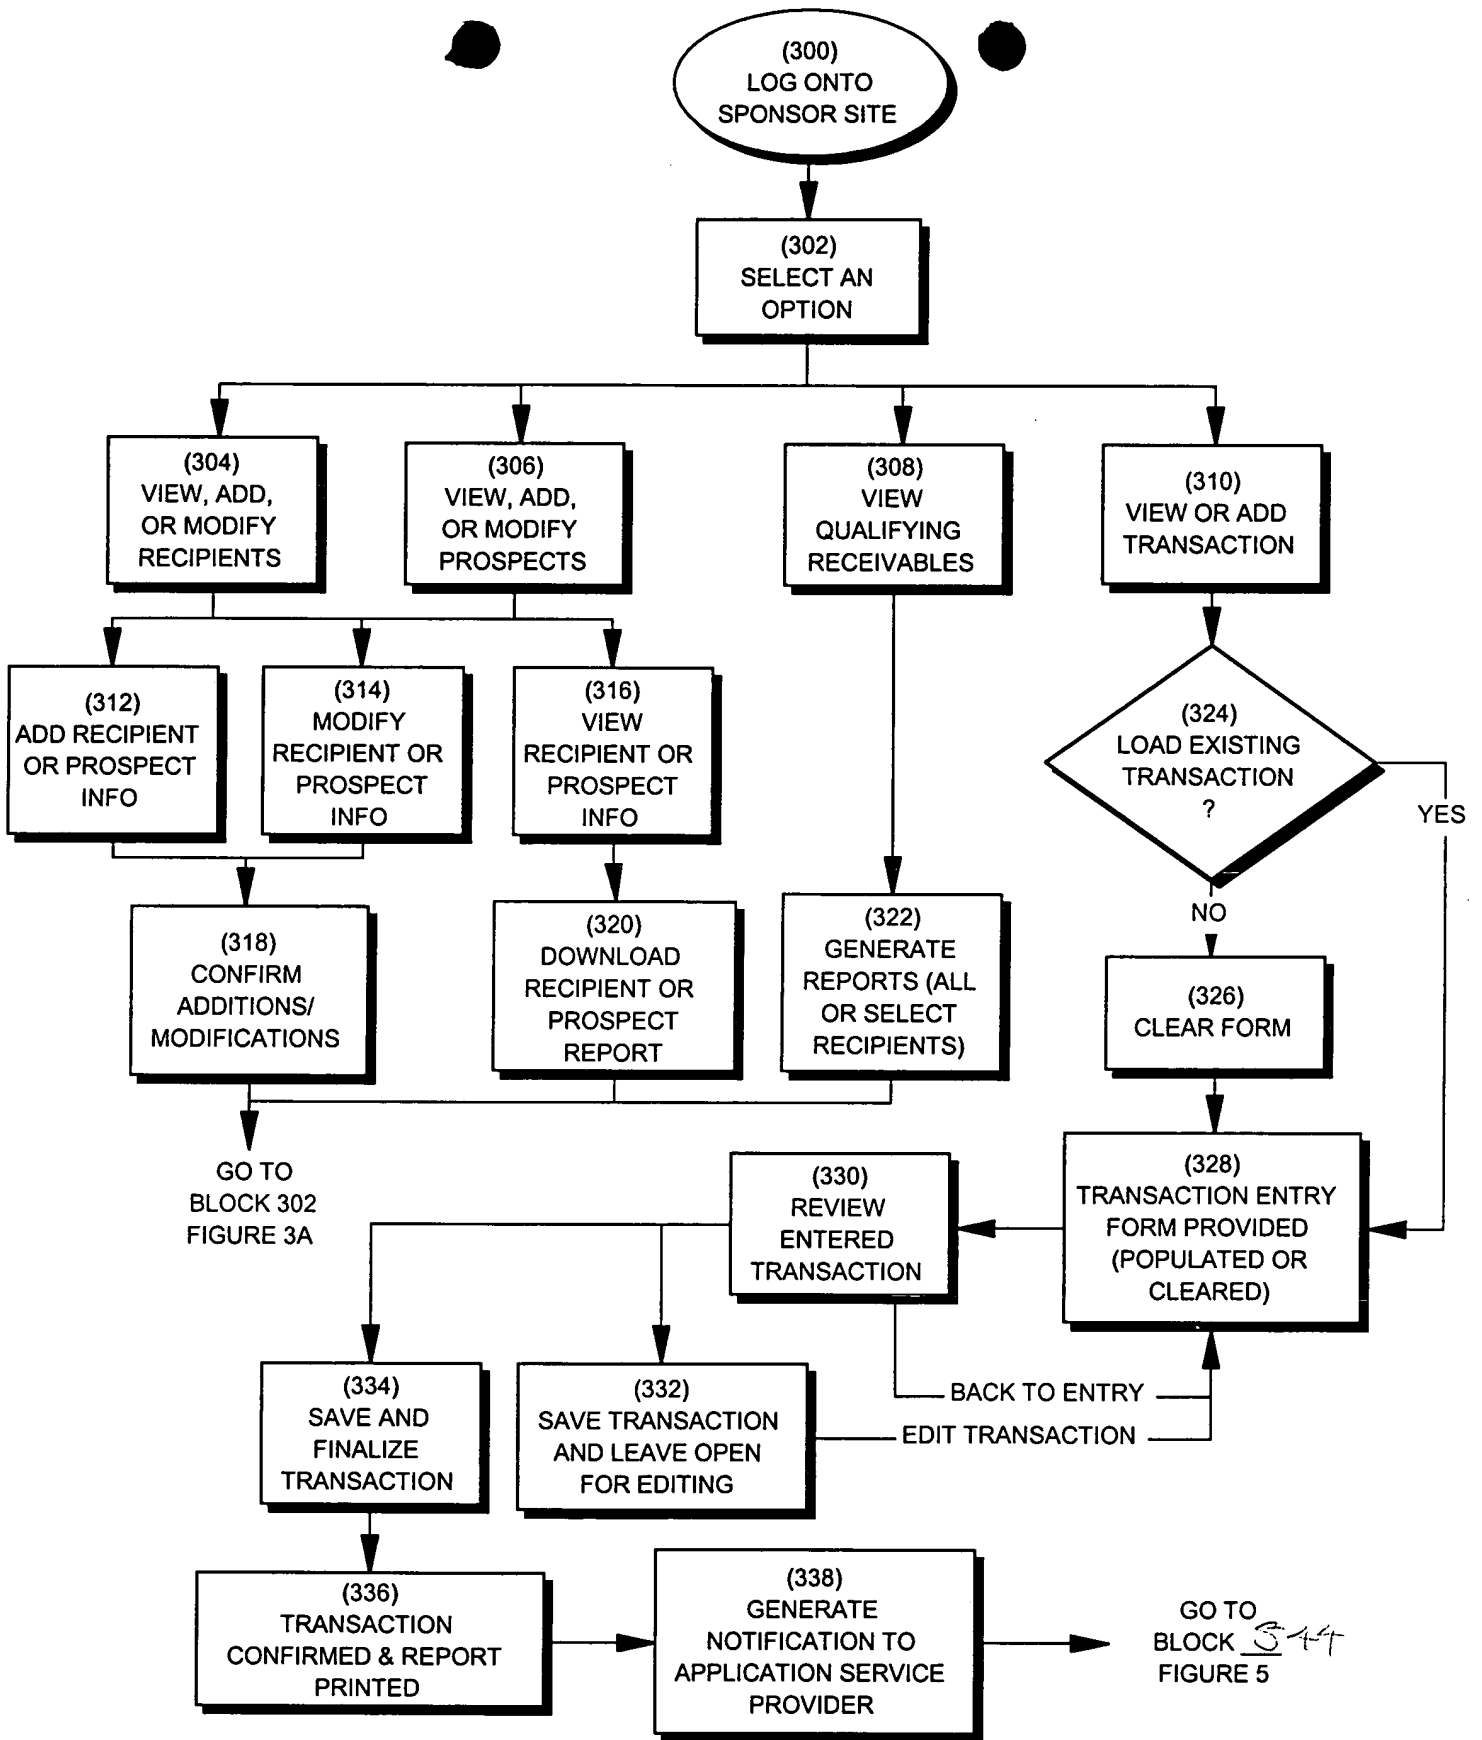 (300)
LOG ONTO
SPONSOR SITE
(302)
SELECT AN
OPTION
(304)
VIEW, ADD,
OR MODIFY
RECIPIENTS
(306)
VIEW, ADD,
OR MODIFY
PROSPECTS
(308)
VIEW
QUALIFYING
RECEIVABLES
(310)
VIEW OR ADD
TRANSACTION
(312)
ADD RECIPIENT
OR PROSPECT
INFO
(314)
MODIFY
RECIPIENT OR
PROSPECT
INFO
(316)
VIEW
RECIPIENT OR
PROSPECT
INFO
(324)
LOAD EXISTING
TRANSACTION
?
YES
NO
(318)
CONFIRM
ADDITIONS/
MODIFICATIONS
(320)
DOWNLOAD
RECIPIENT OR
PROSPECT
REPORT
(322)
GENERATE
REPORTS (ALL
OR SELECT
RECIPIENTS)
(326)
CLEAR FORM
GO TO
BLOCK 302
FIGURE 3A
(330)
REVIEW
ENTERED
TRANSACTION
(328)
TRANSACTION ENTRY
FORM PROVIDED
(POPULATED OR
CLEARED)
(334)
SAVE AND
FINALIZE
TRANSACTION
(332)
SAVE TRANSACTION
AND LEAVE OPEN
FOR EDITING
BACK TO ENTRY
EDIT TRANSACTION
(336)
TRANSACTION
CONFIRMED & REPORT
PRINTED
(338)
GENERATE
NOTIFICATION TO
APPLICATION SERVICE
PROVIDER
GO TO
BLOCK 544
FIGURE 5